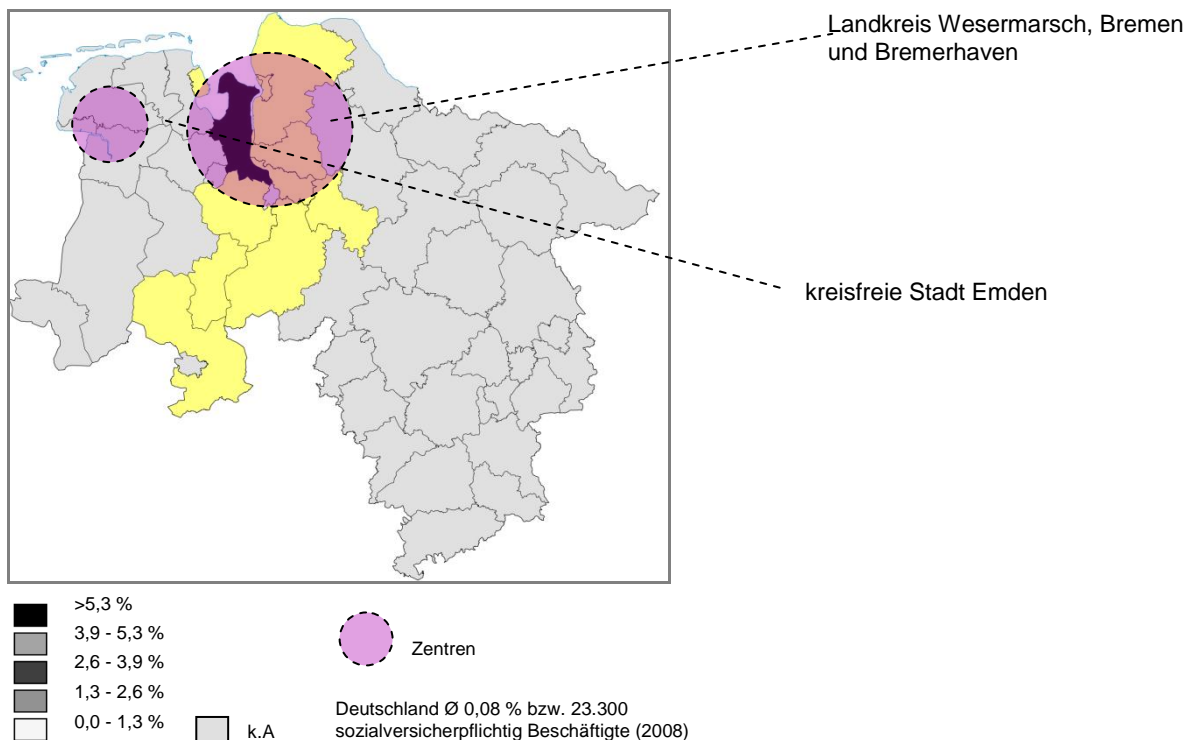 Landkreis Wesermarsch, Bremen
und Bremerhaven
kreisfreie Stadt Emden
>5,3 %
3,9 - 5,3 %
2,6 - 3,9 %
1,3 - 2,6 %
0,0 - 1,3 %
k.A
Zentren
Deutschland Ø 0,08 % bzw. 23.300
sozialversicherpflichtig Beschäftigte (2008)